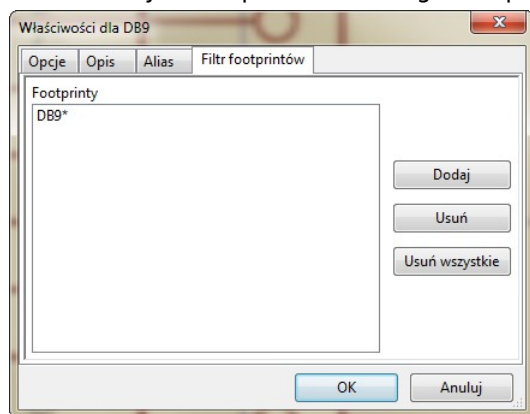 Właściwości dla DB9
Opcje Opis Alias Filtr footprintów
Footprinty
DB9*
Dodaj
Usuń
Usuń wszystkie
OK Anuluj